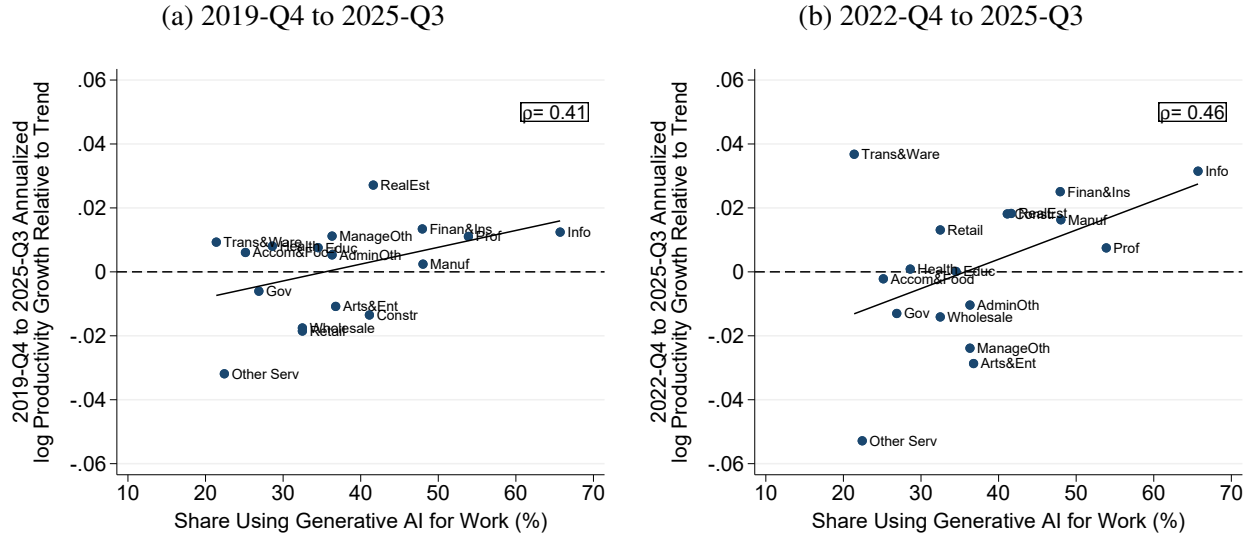 (a) 2019-Q4 to 2025-Q3
2019-Q4 to 2025-Q3 Annualized
log Productivity Growth Relative to Trend
.06
.04
.02
0
-.02
-.04
-.06
ρ= 0.41
RealEst
Trans&Ware
Health
Educ
Accom&Food
ManageOth
AdminOth
Finan&Ins
Prof
Info
Manuf
Gov
Arts&Ent
Constr
Wholesale
Retail
Other Serv
10 20 30 40 50 60 70
Share Using Generative AI for Work (%)
(b) 2022-Q4 to 2025-Q3
2022-Q4 to 2025-Q3 Annualized
log Productivity Growth Relative to Trend
.06
.04
.02
0
-.02
-.04
-.06
ρ= 0.46
Trans&Ware
Info
Finan&Ins
Constr
RealEst
Manuf
Retail
Prof
Health
Educ
Accom&Food
AdminOth
Gov
Wholesale
ManageOth
Arts&Ent
Other Serv
10 20 30 40 50 60 70
Share Using Generative AI for Work (%)